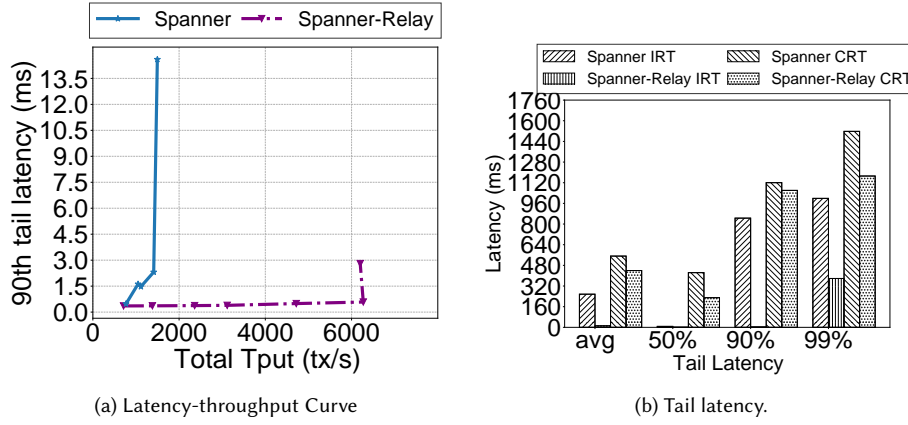 Spanner
Spanner-Relay
90th tail latency (ms)
13.5
12.0
10.5
9.0
7.5
6.0
4.5
3.0
1.5
0.0
0 2000 4000 6000
Total Tput (tx/s)
(a) Latency-throughput Curve
Spanner IRT
Spanner CRT
Spanner-Relay IRT
Spanner-Relay CRT
Latency (ms)
1760
1600
1440
1280
1120
960
800
640
480
320
160
0
avg 50% 90% 99%
Tail Latency
(b) Tail latency.